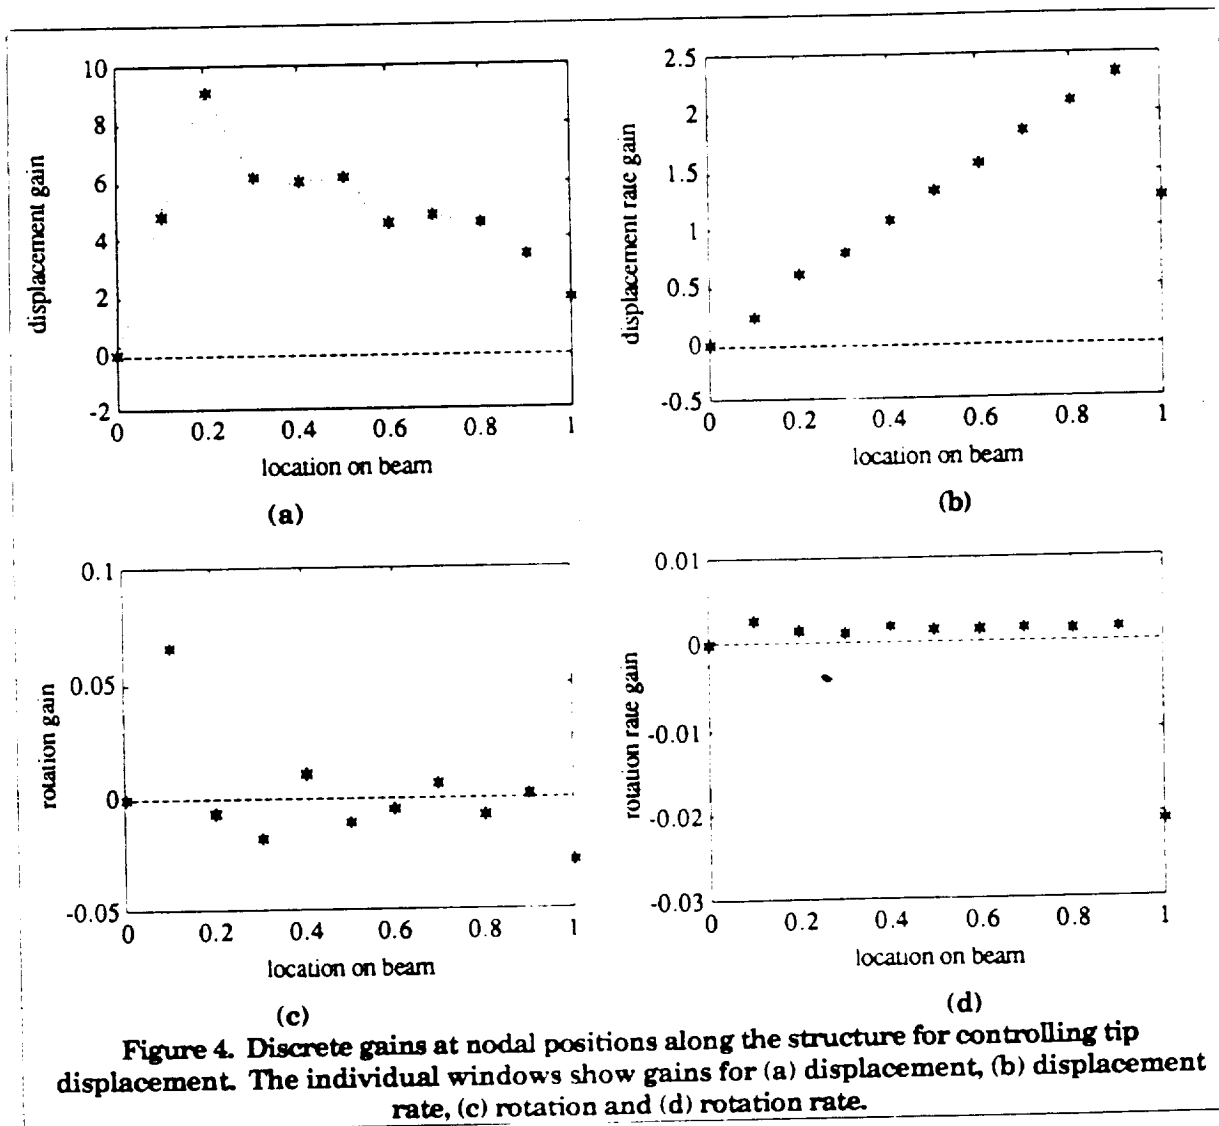 10
8
6
4
2
0
-2
0 0.2 0.4 0.6 0.8 1
displacement gain
location on beam
(a)
2.5
2
1.5
1
0.5
0
-0.5
0 0.2 0.4 0.6 0.8 1
displacement rate gain
location on beam
(b)
0.1
0.05
0
-0.05
0 0.2 0.4 0.6 0.8 1
rotation gain
location on beam
(c)
0.01
0
-0.01
-0.02
-0.03
0 0.2 0.4 0.6 0.8 1
rotation rate gain
location on beam
(d)
Figure 4. Discrete gains at nodal positions along the structure for controlling tip
displacement. The individual windows show gains for (a) displacement, (b) displacement
rate, (c) rotation and (d) rotation rate.